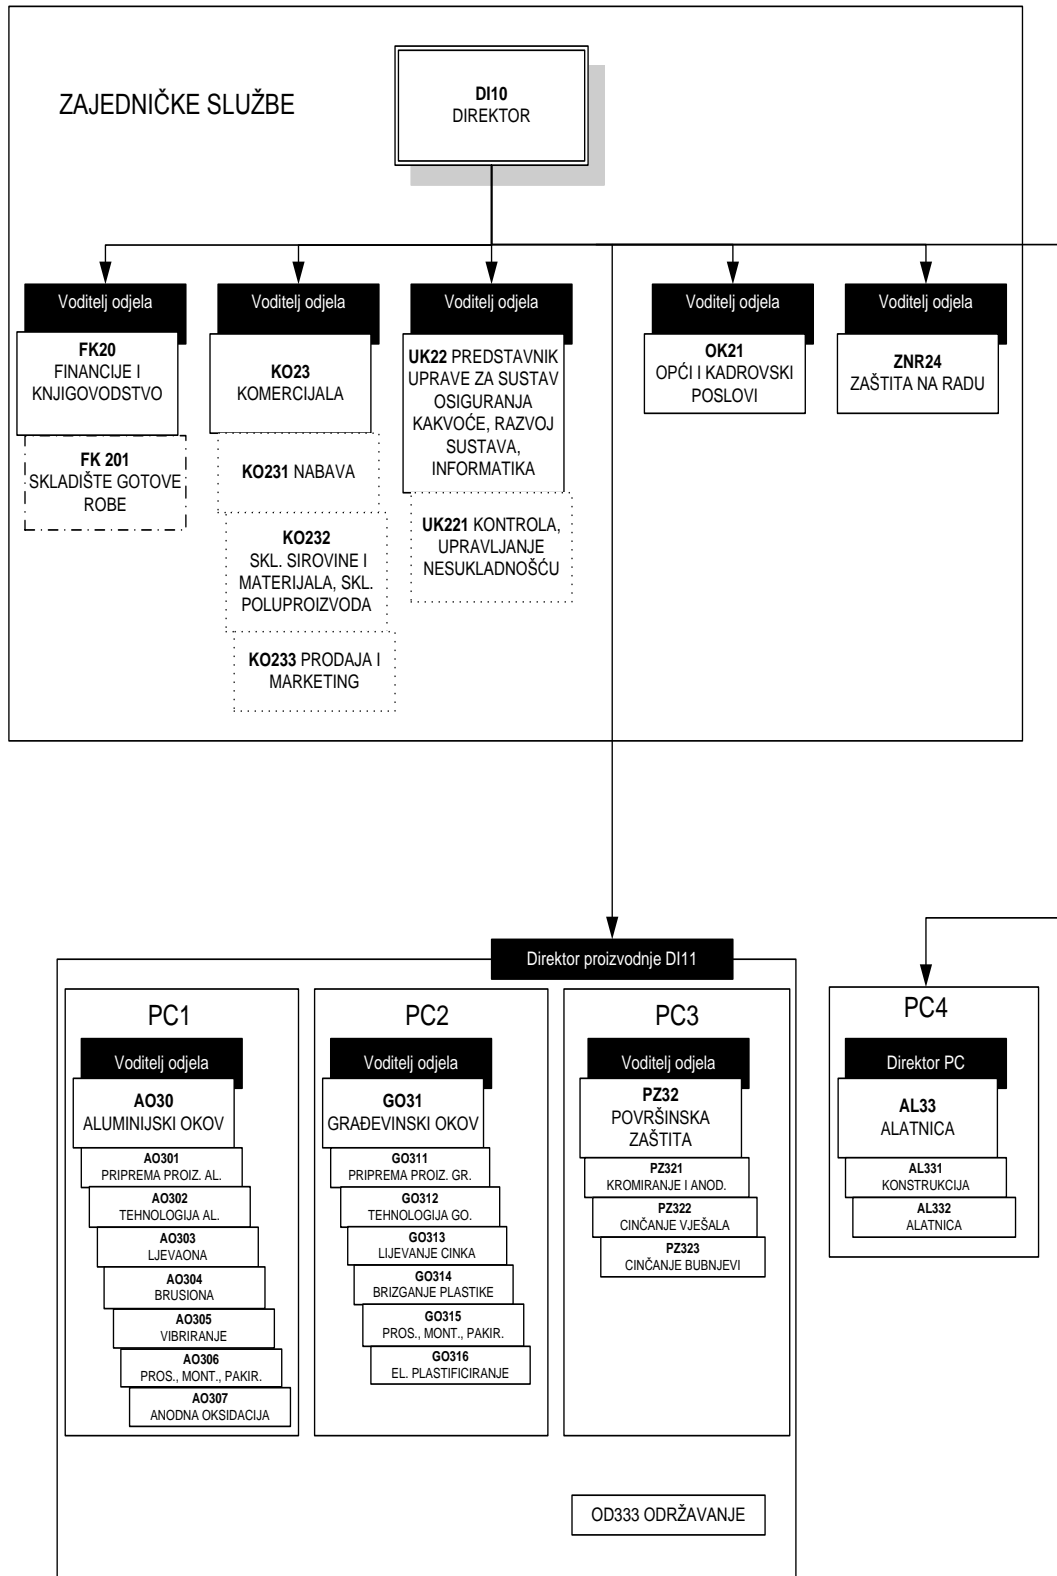 ZAJEDNIČKE SLUŽBE
DI10
DIREKTOR
Voditelj odjela
FK20
FINANCIJE I
KNJIGOVODSTVO
FK 201
SKLADIŠTE GOTOVE
ROBE
Voditelj odjela
KO23
KOMERCIJALA
KO231 NABAVA
KO232
SKL. SIROVINE I
MATERIJALA, SKL.
POLUPROIZVODA
KO233 PRODAJA I
MARKETING
Voditelj odjela
UK22 PREDSTAVNIK
UPRAVE ZA SUSTAV
OSIGURANJA
KAKVOĆE, RAZVOJ
SUSTAVA,
INFORMATIKA
UK221 KONTROLA,
UPRAVLJANJE
NESUKLADNOŠĆU
Voditelj odjela
OK21
OPĆI I KADROVSKI
POSLOVI
Voditelj odjela
ZNR24
ZAŠTITA NA RADU
Direktor proizvodnje DI11
PC1
Voditelj odjela
AO30
ALUMINIJSKI OKOV
AO301
PRIPREMA PROIZ. AL.
AO302
TEHNOLOGIJA AL.
AO303
LJEVAONA
AO304
BRUSIONA
AO305
VIBRIRANJE
AO306
PROS., MONT., PAKIR.
AO307
ANODNA OKSIDACIJA
PC2
Voditelj odjela
GO31
GRAĐEVINSKI OKOV
GO311
PRIPREMA PROIZ. GR.
GO312
TEHNOLOGIJA GO.
GO313
LIJEVANJE CINKA
GO314
BRIZGANJE PLASTIKE
GO315
PROS., MONT., PAKIR.
GO316
EL. PLASTIFICIRANJE
PC3
Voditelj odjela
PZ32
POVRŠINSKA
ZAŠTITA
PZ321
KROMIRANJE I ANOD.
PZ322
CINČANJE VJEŠALA
PZ323
CINČANJE BUBNJEVI
PC4
Direktor PC
AL33
ALATNICA
AL331
KONSTRUKCIJA
AL332
ALATNICA
OD333 ODRŽAVANJE